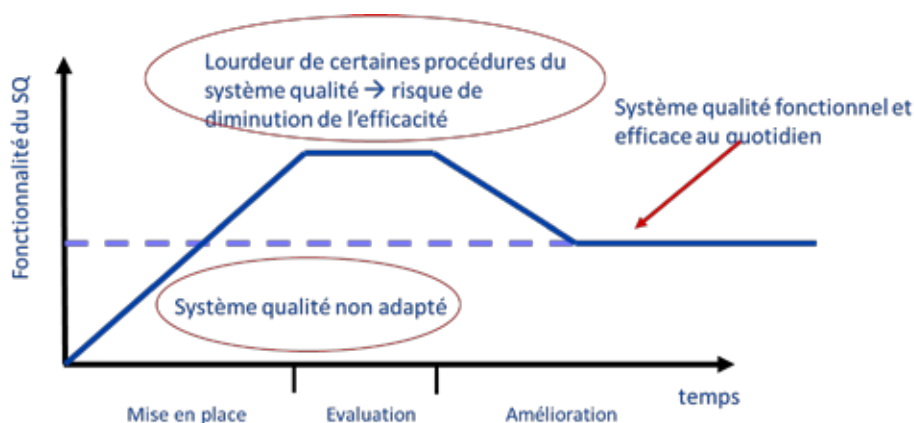 Lourdeur de certaines procédures du
système qualité → risque de
diminution de l'efficacité
Système qualité fonctionnel et
efficace au quotidien
Fonctionnalité du SQ
Système qualité non adapté
temps
Mise en place
Evaluation
Amélioration